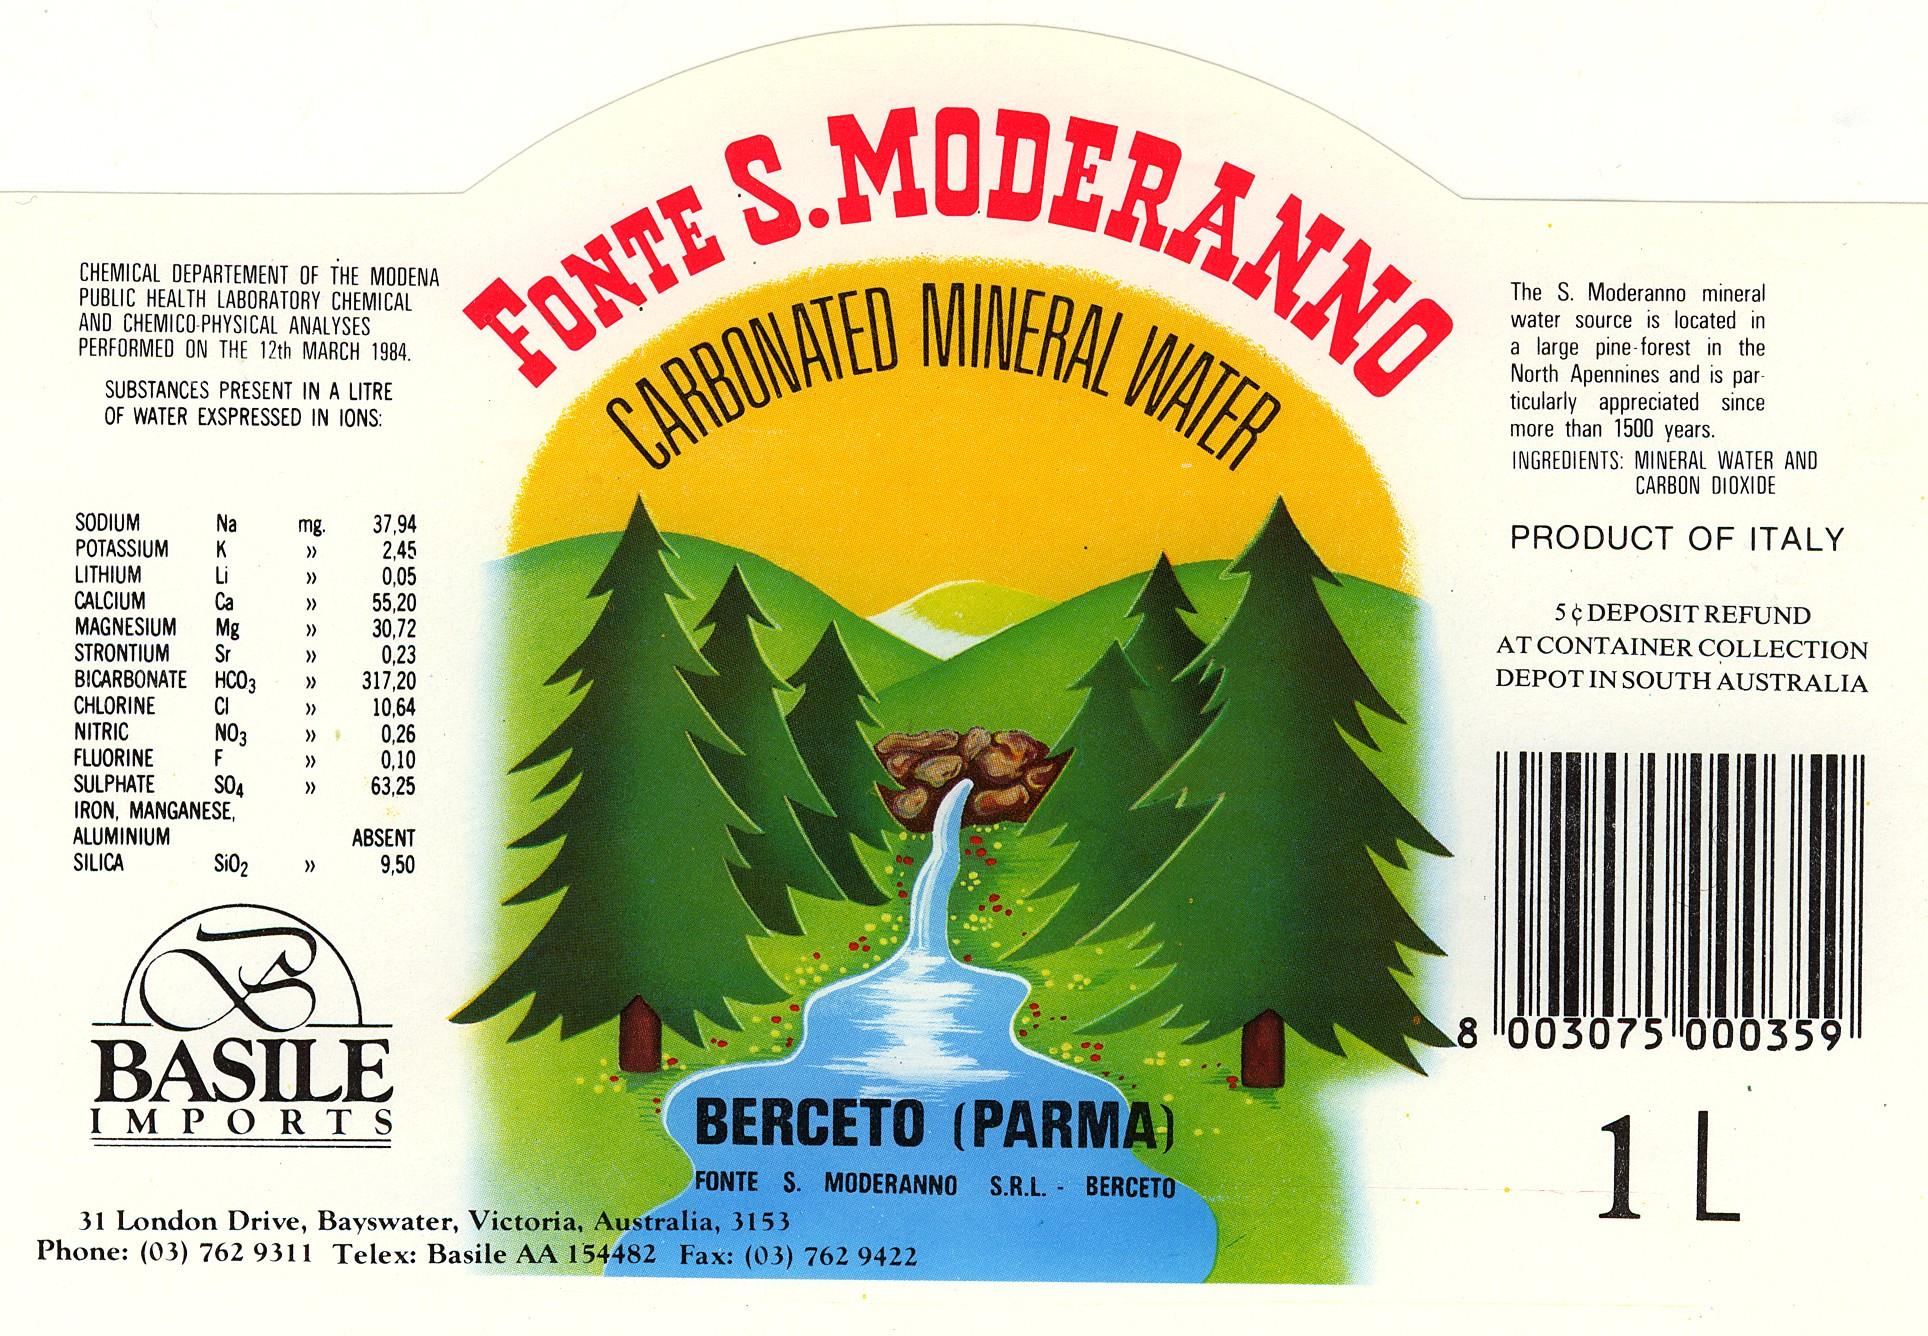 FONTE S. MODERANNO
CARBONATED MINERAL WATER
CHEMICAL DEPARTEMENT OF THE MODENA
PUBLIC HEALTH LABORATORY CHEMICAL
AND CHEMICO-PHYSICAL ANALYSES
PERFORMED ON THE 12th MARCH 1984.
SUBSTANCES PRESENT IN A LITRE
OF WATER EXSPRESSED IN IONS:
SODIUM Na mg. 37,94
POTASSIUM K » 2,45
LITHIUM Li » 0,05
CALCIUM Ca » 55,20
MAGNESIUM Mg » 30,72
STRONTIUM Sr » 0,23
BICARBONATE HCO3 » 317,20
CHLORINE Cl » 10,64
NITRIC NO3 » 0,26
FLUORINE F » 0,10
SULPHATE SO4 » 63,25
IRON, MANGANESE,
ALUMINIUM ABSENT
SILICA SiO2 » 9,50
BASILE
IMPORTS
31 London Drive, Bayswater, Victoria, Australia, 3153
Phone: (03) 762 9311 Telex: Basile AA 154482 Fax: (03) 762 9422
BERCETO (PARMA)
FONTE S. MODERANNO S.R.L. - BERCETO
The S. Moderanno mineral
water source is located in
a large pine-forest in the
North Apennines and is par-
ticularly appreciated since
more than 1500 years.
INGREDIENTS: MINERAL WATER AND
CARBON DIOXIDE
PRODUCT OF ITALY
5¢ DEPOSIT REFUND
AT CONTAINER COLLECTION
DEPOT IN SOUTH AUSTRALIA
8 003075 000359
1 L